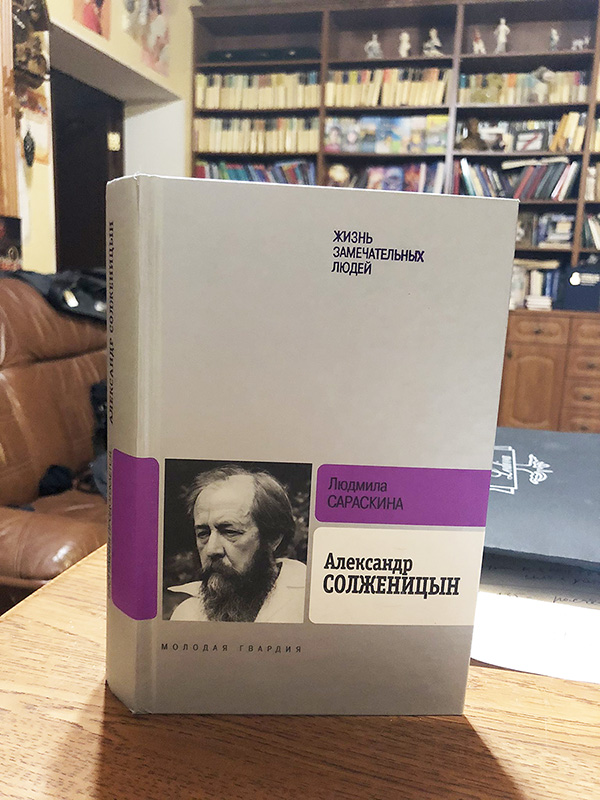 ЖИЗНЬ
ЗАМЕЧАТЕЛЬНЫХ
ЛЮДЕЙ
АЛЕКСАНДР СОЛЖЕНИЦЫН
Людмила
САРАСКИНА
Александр
СОЛЖЕНИЦЫН
МОЛОДАЯ ГВАРДИЯ